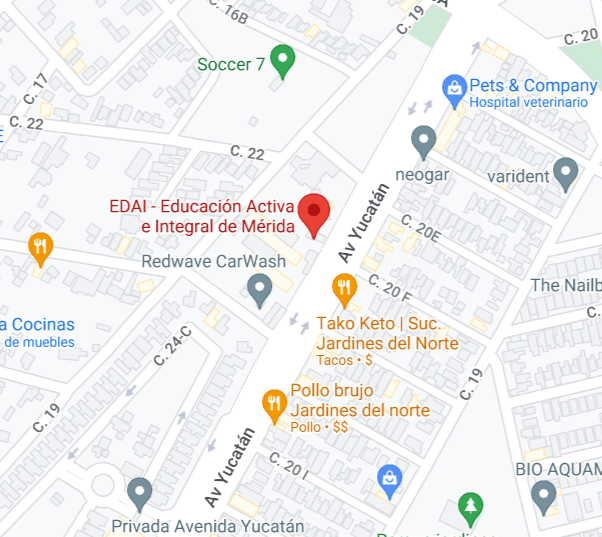 C. 16B
C. 19
C. 20
Soccer 7
C. 17
Pets & Company
Hospital veterinario
C. 22
C. 22
neogar
varident
EDAI - Educación Activa
e Integral de Mérida
Av Yucatán
C. 20E
Redwave CarWash
C. 20 F
The Nailb
a Cocinas
de muebles
Tako Keto | Suc.
Jardines del Norte
Tacos • $
C. 24-C
C. 19
Pollo brujo
Jardines del norte
Pollo • $$
C. 19
Av Yucatán
C. 20 I
BIO AQUAM
Privada Avenida Yucatán